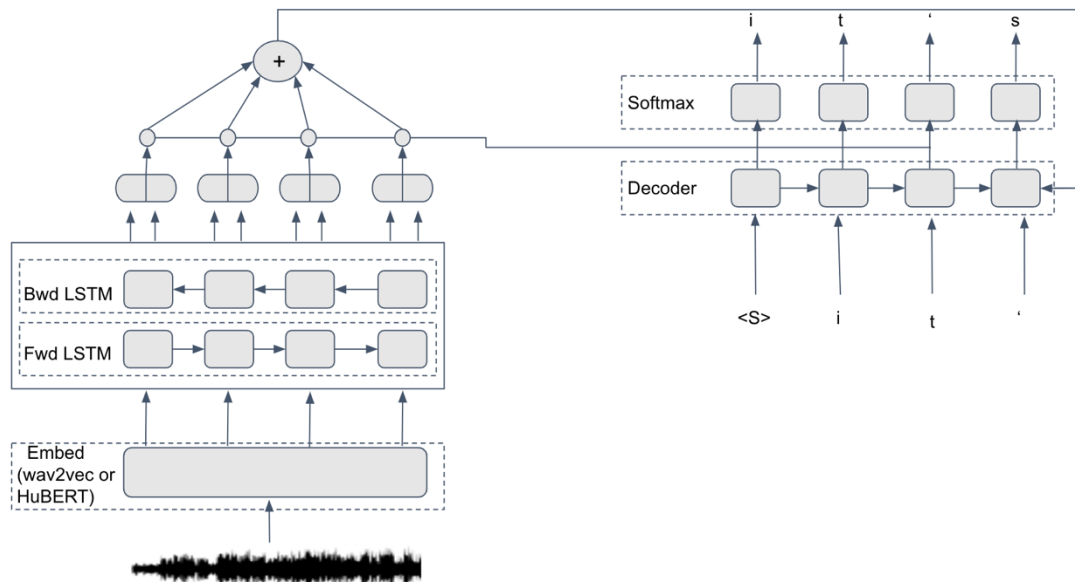 +
i t ‘ s
Softmax
Decoder
Bwd LSTM
<S> i t ‘
Fwd LSTM
Embed
(wav2vec or
HuBERT)